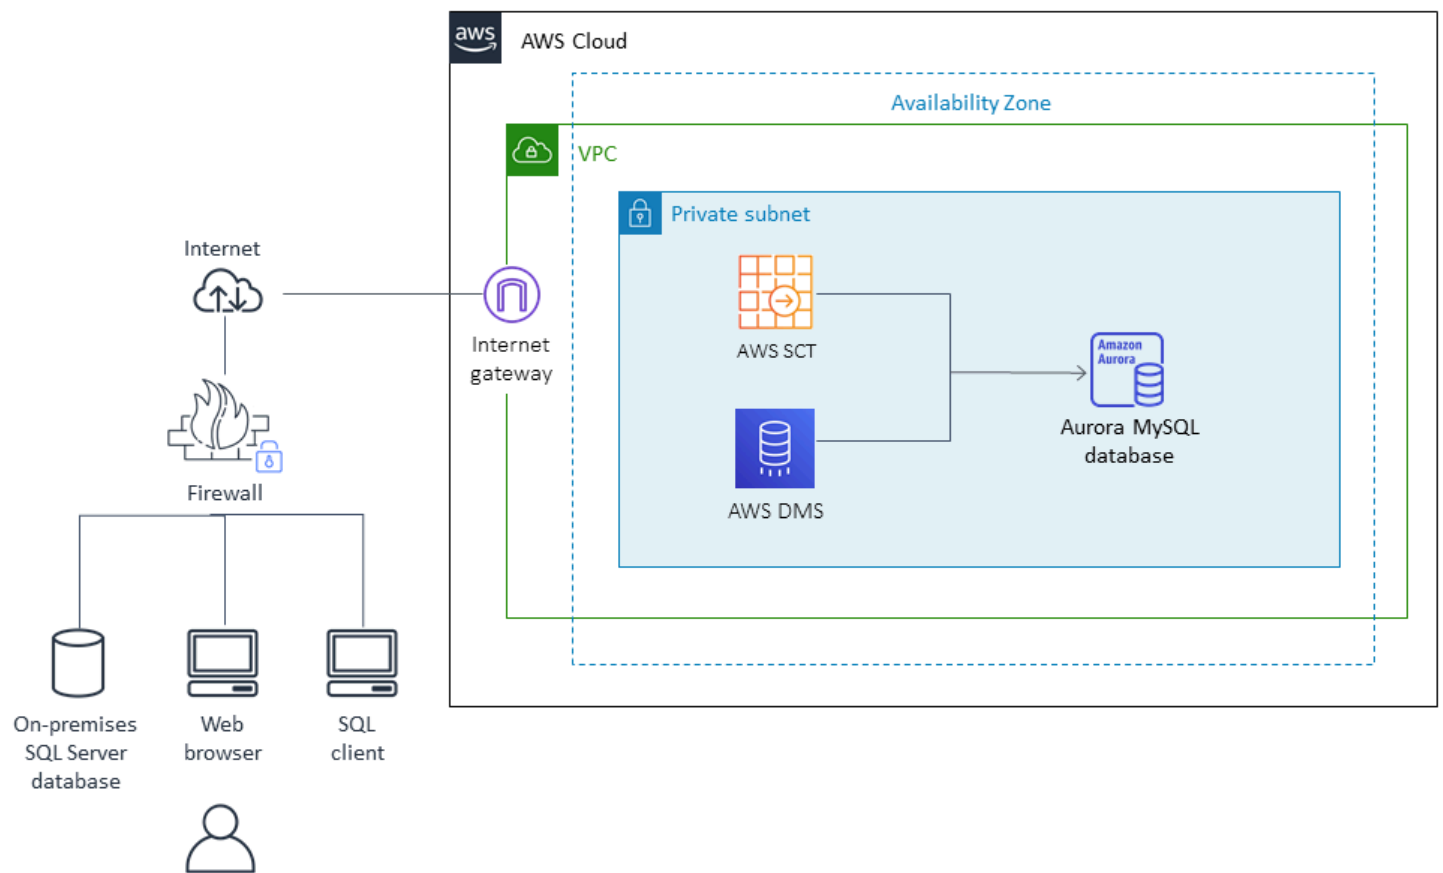 aws
AWS Cloud
Availability Zone
VPC
Private subnet
Internet
Internet
gateway
AWS SCT
Amazon
Aurora
Aurora MySQL
database
Firewall
AWS DMS
On-premises
SQL Server
database
Web
browser
SQL
client